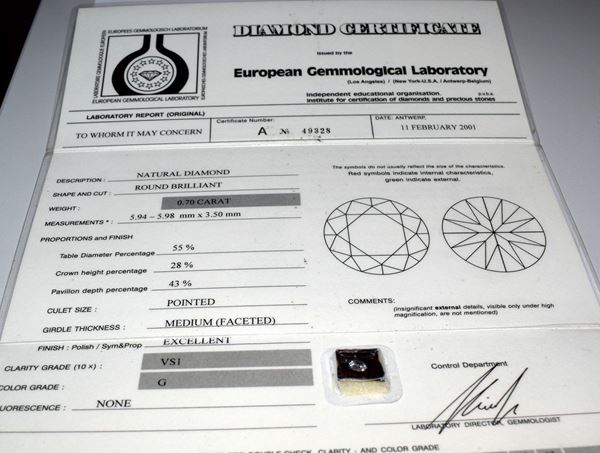 EUROPEES GEMMOLOGISCH LABORATORIUM
LABORATOIRE GEMMOLOGIQUE EUROPEEN
EUROPEAN GEMMOLOGICAL LABORATORY
DIAMOND CERTIFICATE
issued by the
European Gemmological Laboratory
(Los Angeles) / (New York-U.S.A. / Antwerp-Belgium)
independent educational organisation. p.v.b.a.
institute for certification of diamonds and precious stones
LABORATORY REPORT (ORIGINAL)
TO WHORM IT MAY CONCERN
Certificate Number:
A № 49328
DATE: ANTWERP,
11 FEBRUARY 2001
DESCRIPTION : NATURAL DIAMOND
SHAPE AND CUT : ROUND BRILLIANT
WEIGHT : 0.70 CARAT
MEASUREMENTS * : 5.94 – 5.98 mm x 3.50 mm
PROPORTIONS and FINISH
Table Diameter Percentage 55 %
Crown height percentage 28 %
Pavillon depth percentage 43 %
CULET SIZE : POINTED
GIRDLE THICKNESS : MEDIUM (FACETED)
FINISH : Polish / Sym&Prop EXCELLENT
CLARITY GRADE (10 ×) : VS1
COLOR GRADE : G
FLUORESCENCE : NONE
The symbols do not usually reflect the size of the characteristics.
Red symbols indicate internal characteristics,
green indicate external.
COMMENTS:
(insignificant external details, visible only under high
magnification, are not mentioned)
Control Department
LABORATORY DIRECTOR, GEMMOLOGIST
DOUBLE CHECK, CLARITY - AND COLOR GRADE